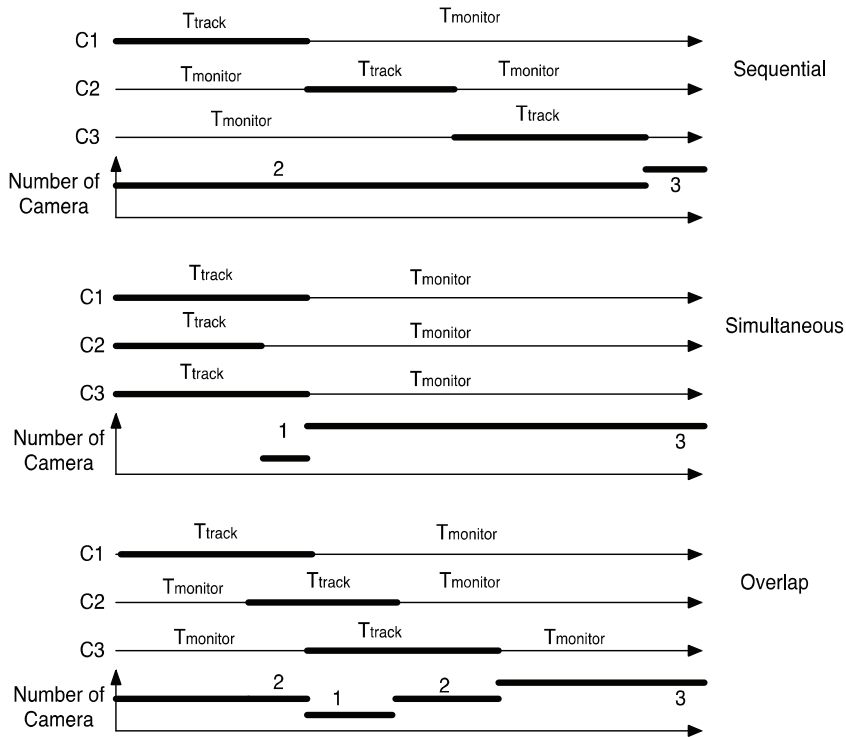 Ttrack
Tmonitor
C1
Sequential
Tmonitor
Ttrack
Tmonitor
C2
Tmonitor
Ttrack
C3
2
3
Number of
Camera
Ttrack
Tmonitor
C1
Simultaneous
Ttrack
Tmonitor
C2
Ttrack
Tmonitor
C3
1
3
Number of
Camera
Ttrack
Tmonitor
C1
Overlap
Tmonitor
Ttrack
Tmonitor
C2
Tmonitor
Ttrack
Tmonitor
C3
2
1
2
3
Number of
Camera